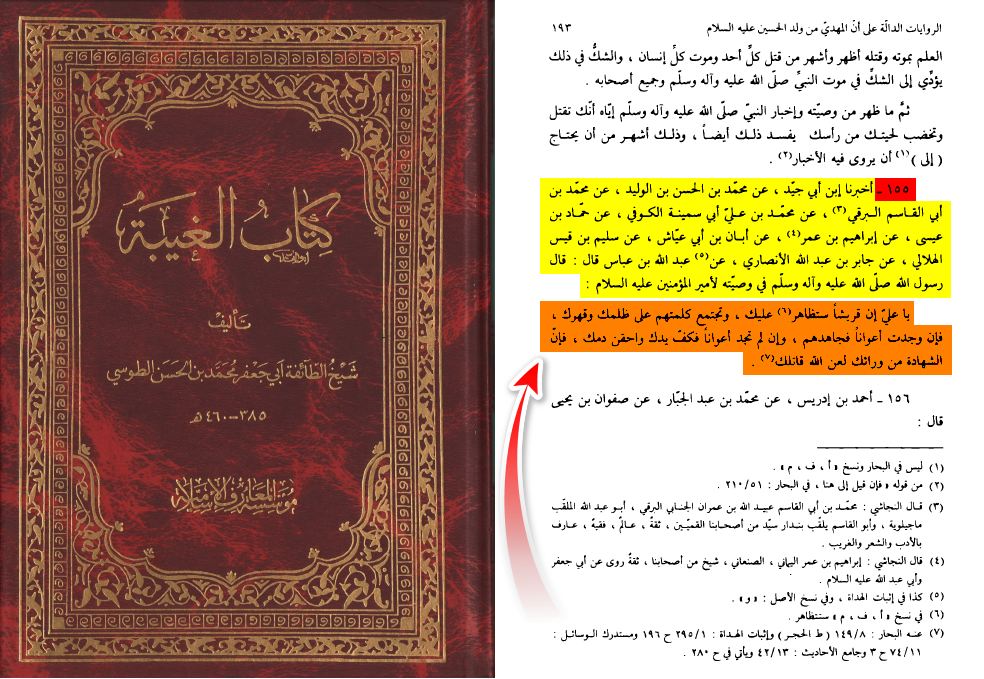 كتاب الغيبة
تأليف
شيخ الطائفة أبي جعفر محمد بن الحسن الطوسي
٣٨٥-٤٦٠ هـ
مؤسسة المعارف الإسلامية
الروايات الدالّة على أنّ المهديّ من ولد الحسين عليه السلام ١٩٣
العلم بموته وقتله أظهر وأشهر من قتل كلّ أحد وموت كلّ إنسان ، والشكُّ في ذلك
يؤدِّي إلى الشكِّ في موت النبيِّ صلّى الله عليه وآله وسلّم وجميع أصحابه .
ثمَّ ما ظهر من وصيّته وإخبار النبيّ صلّى الله عليه وآله وسلّم إيّاه أنّك تقتل
وتخضب لحيتك من رأسك يفسد ذلك أيضاً ، وذلك أشهر من أن يحتاج
( إلى )(١) أن يروى فيه الأخبار(٢) .
١٥٥ ـ أخبرنا إبن أبي جيّد ، عن محمّد بن الحسن بن الوليد ، عن محمّد بن
أبي القاسم البرقي(٣) ، عن محمّد بن عليّ أبي سمينة الكوفي ، عن حمّاد بن
عيسى ، عن إبراهيم بن عمر(٤) ، عن أبان بن أبي عيّاش ، عن سليم بن قيس
الهلالي ، عن جابر بن عبد الله الأنصاري ، عن(٥) عبد الله بن عباس قال : قال
رسول الله صلّى الله عليه وآله وسلّم في وصيّته لأمير المؤمنين عليه السلام :
يا عليّ إن قريشاً ستظاهر(٦) عليك ، وتجتمع كلمتهم على ظلمك وقهرك ،
فإن وجدت أعواناً فجاهدهم ، وإن لم تجد أعواناً فكفّ يدك واحقن دمك ، فإنّ
الشهادة من ورائك لعن الله قاتلك(٧) .
١٥٦ ـ أحمد بن إدريس ، عن محمّد بن عبد الجبّار ، عن صفوان بن يحيى
قال :
(١) ليس في البحار ونسخ « أ ، ف ، م » .
(٢) من قوله « فإن قيل إلى هنا ، في البحار : ٢١٠/٥١ .
(٣) قال النجاشي : محمّد بن أبي القاسم عبيد الله بن عمران الجنابي البرقي ، أبو عبد الله الملقّب
ماجيلوية ، وأبو القاسم يلقّب بندار سيّد من أصحابنا القميّين ، ثقةٌ ، عالمٌ ، فقيهٌ ، عارف
بالأدب والشعر والغريب .
(٤) قال النجاشي : إبراهيم بن عمر اليماني ، الصنعاني ، شيخ من أصحابنا ، ثقةٌ روى عن أبي جعفر
وأبي عبد الله عليه السلام .
(٥) كذا في إثبات الهداة ، وفي نسخ الأصل : « و » .
(٦) في نسخ « أ ، ف ، م » ستتظاهر .
(٧) عنه البحار : ١٤٩/٨ ( ط الحجر ) وإثبات الهداة : ٢٩٥/١ ح ١٩٦ ومستدرك الوسائل :
٧٤/١١ ح ٣ وجامع الأحاديث : ٤٢/١٣ ويأتي في ح ٢٨٠ .